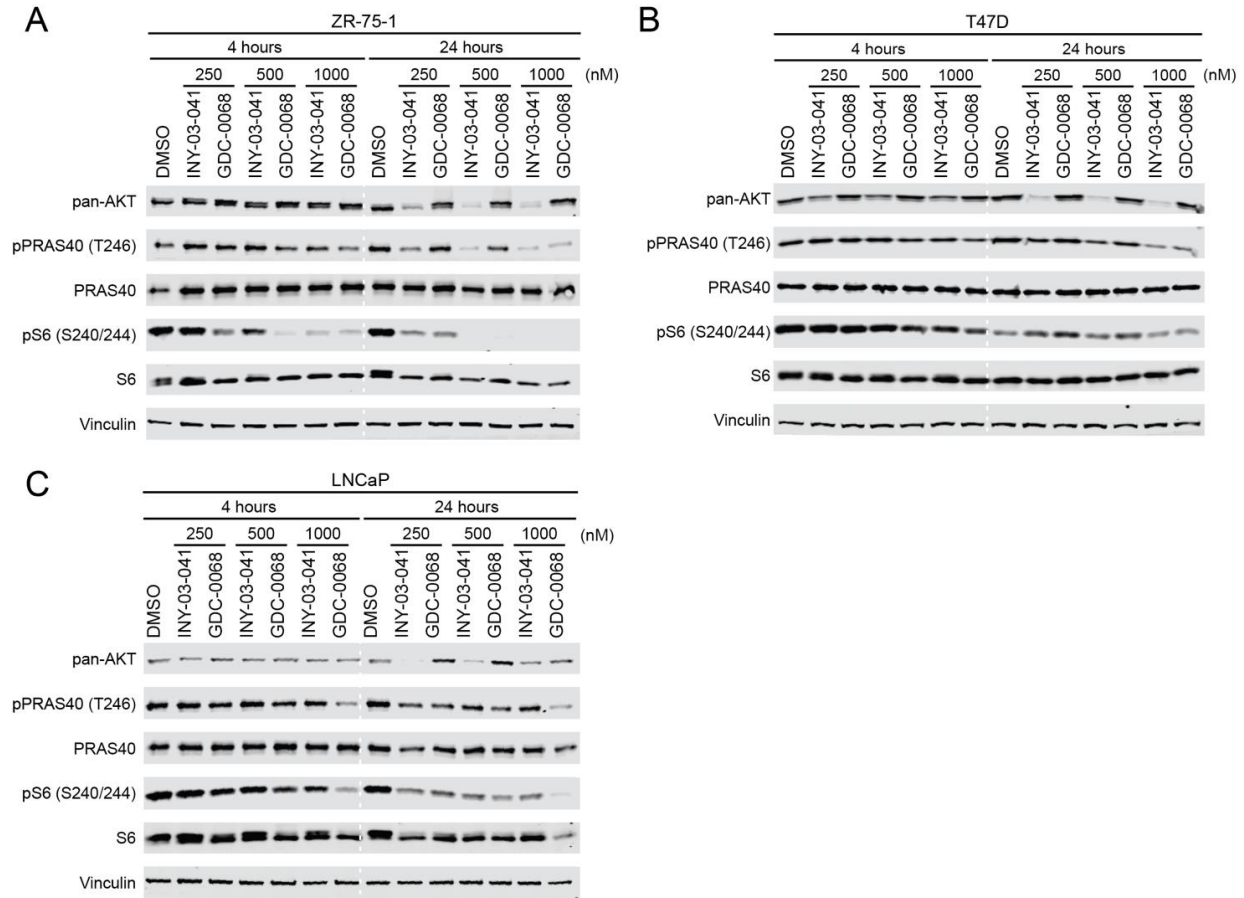 A
ZR-75-1
4 hours 24 hours
250 500 1000 250 500 1000 (nM)
DMSO INY-03-041 GDC-0068 INY-03-041 GDC-0068 INY-03-041 GDC-0068 DMSO INY-03-041 GDC-0068 INY-03-041 GDC-0068 INY-03-041 GDC-0068
pan-AKT
pPRAS40 (T246)
PRAS40
pS6 (S240/244)
S6
Vinculin
B
T47D
4 hours 24 hours
250 500 1000 250 500 1000 (nM)
DMSO INY-03-041 GDC-0068 INY-03-041 GDC-0068 INY-03-041 GDC-0068 DMSO INY-03-041 GDC-0068 INY-03-041 GDC-0068 INY-03-041 GDC-0068
pan-AKT
pPRAS40 (T246)
PRAS40
pS6 (S240/244)
S6
Vinculin
C
LNCaP
4 hours 24 hours
250 500 1000 250 500 1000 (nM)
DMSO INY-03-041 GDC-0068 INY-03-041 GDC-0068 INY-03-041 GDC-0068 DMSO INY-03-041 GDC-0068 INY-03-041 GDC-0068 INY-03-041 GDC-0068
pan-AKT
pPRAS40 (T246)
PRAS40
pS6 (S240/244)
S6
Vinculin